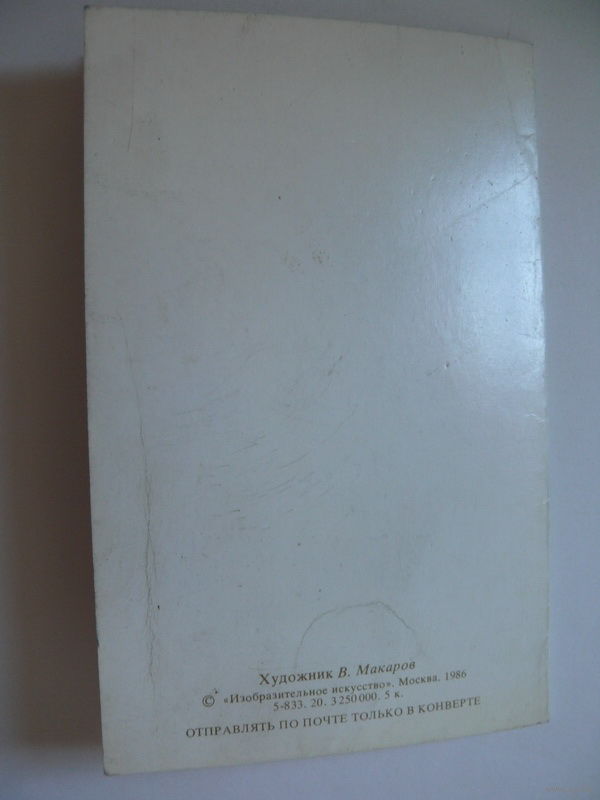 Художник В. Макаров
© «Изобразительное искусство». Москва. 1986
5-833. 20. 3 250 000. 5 к.
ОТПРАВЛЯТЬ ПО ПОЧТЕ ТОЛЬКО В КОНВЕРТЕ